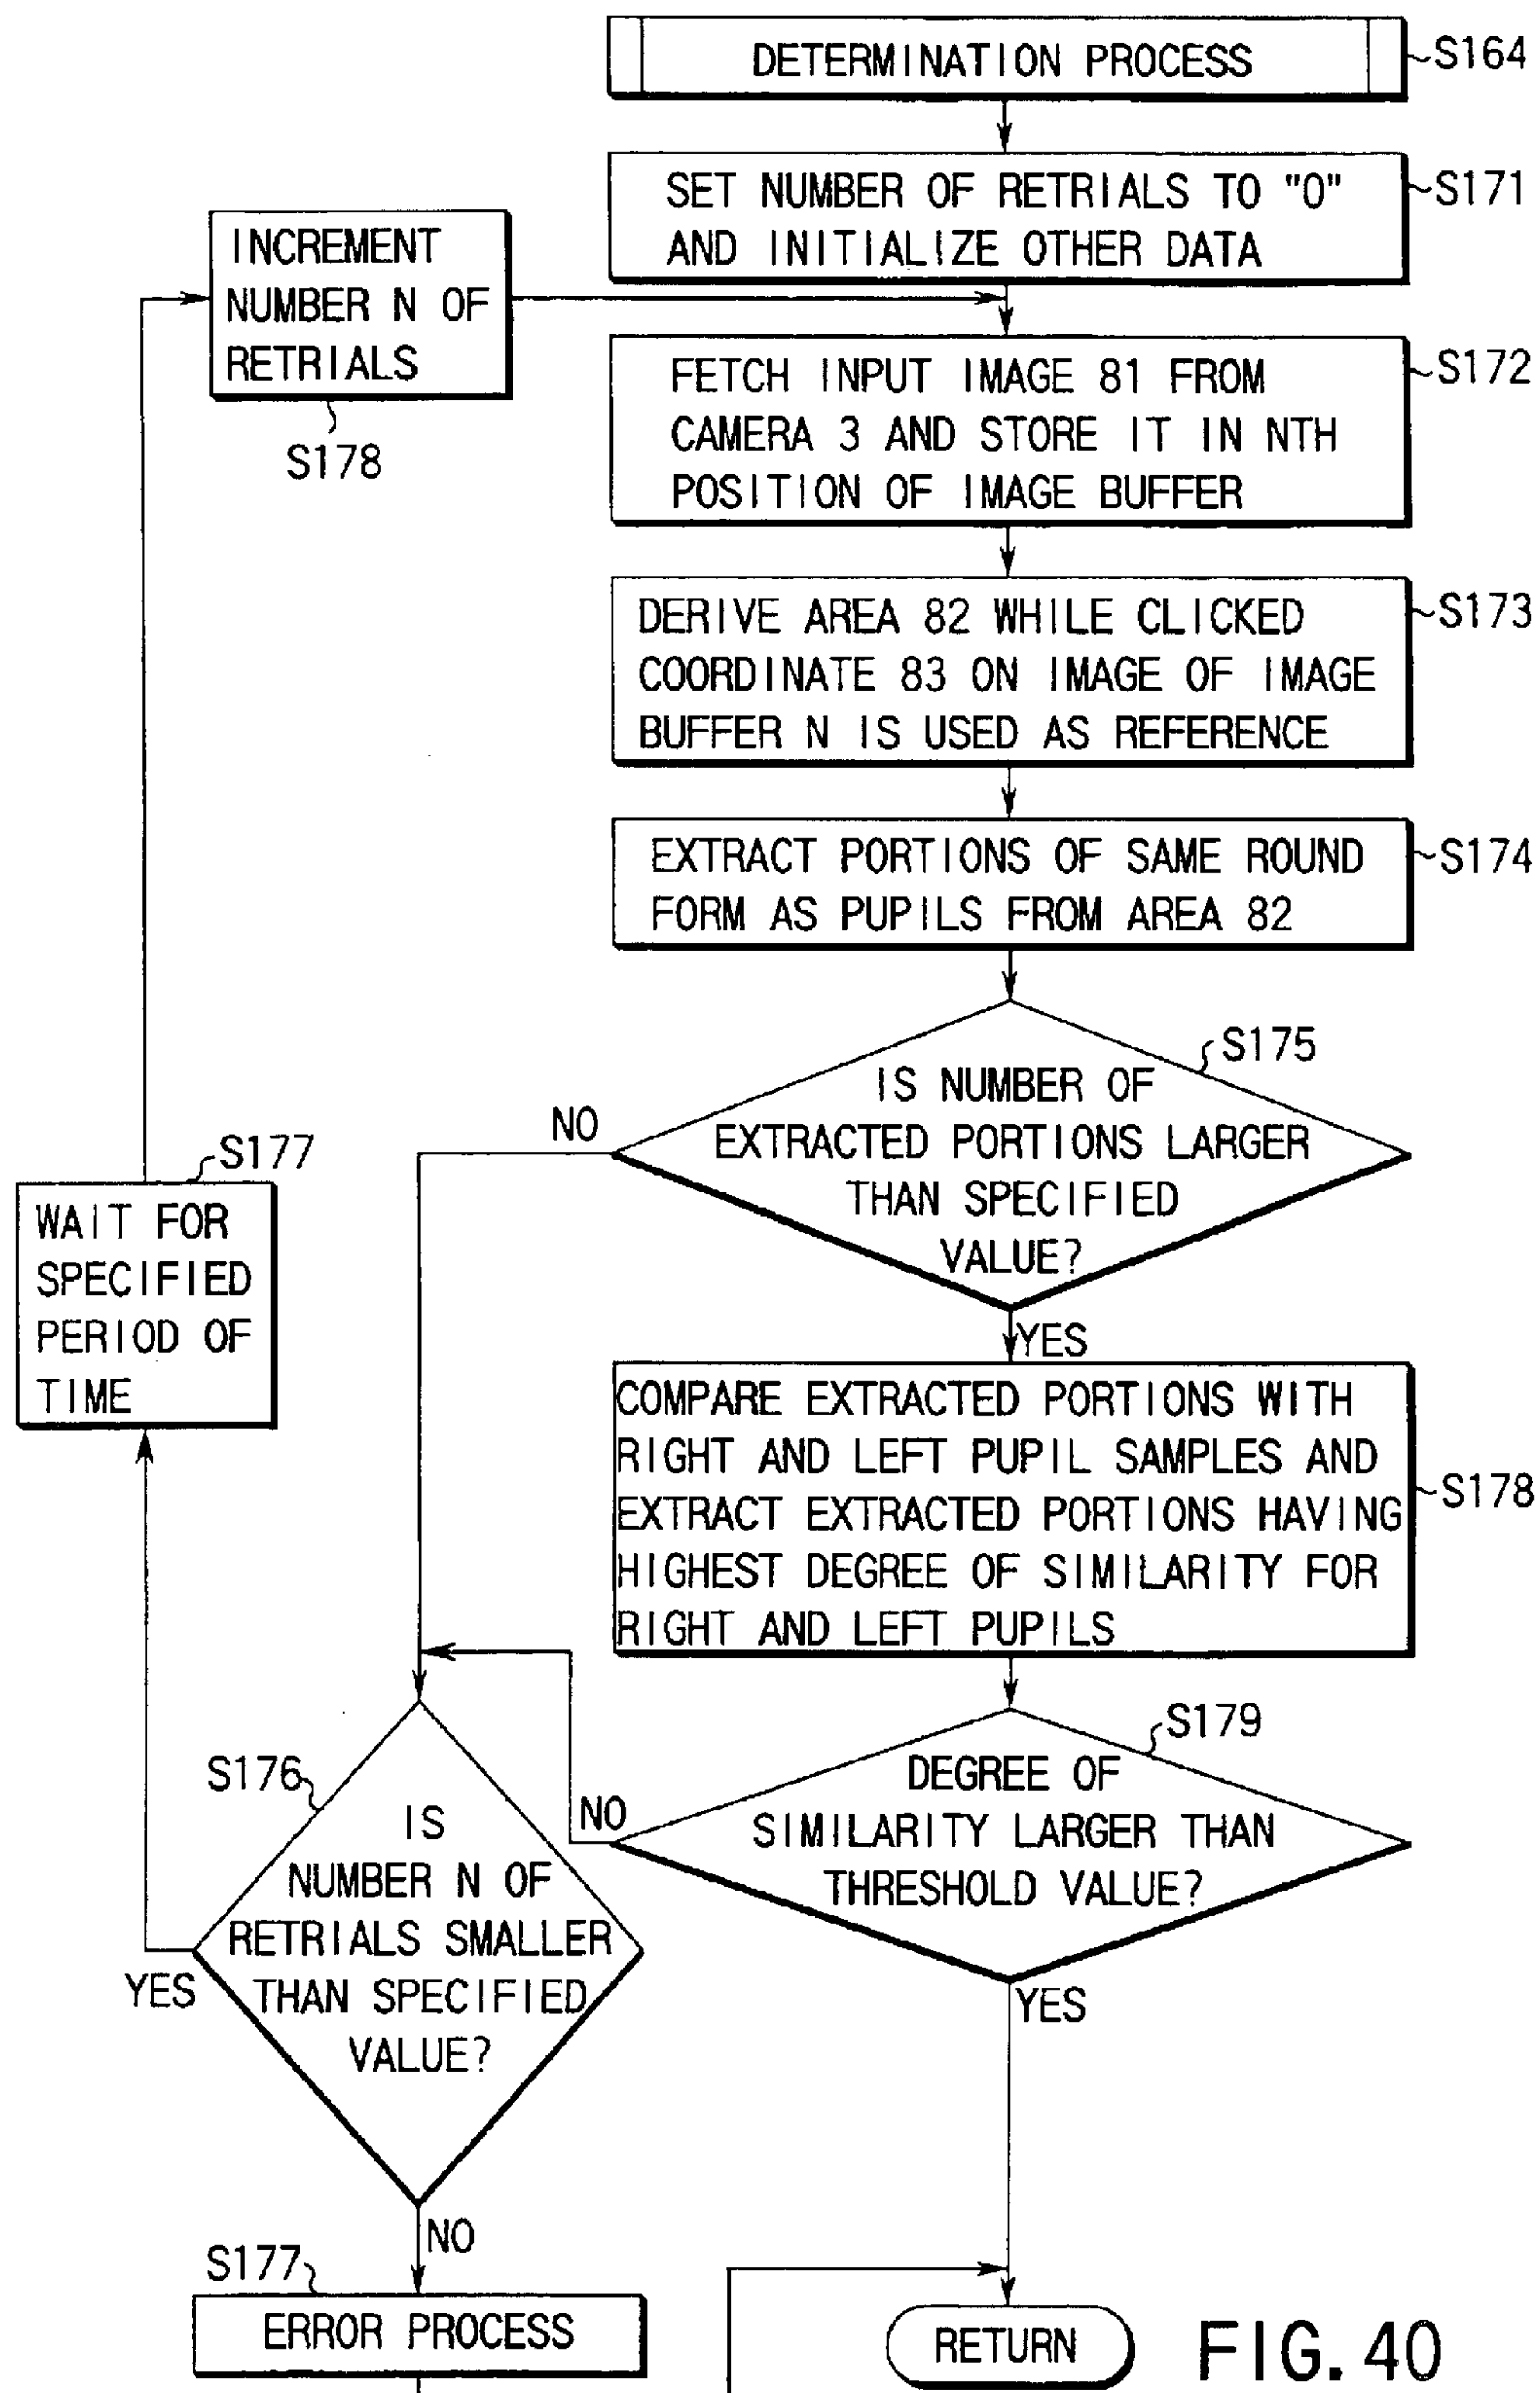 DETERMINATION PROCESS
S164
SET NUMBER OF RETRIALS TO "0"
AND INITIALIZE OTHER DATA
S171
INCREMENT
NUMBER N OF
RETRIALS
S178
FETCH INPUT IMAGE 81 FROM
CAMERA 3 AND STORE IT IN NTH
POSITION OF IMAGE BUFFER
S172
DERIVE AREA 82 WHILE CLICKED
COORDINATE 83 ON IMAGE OF IMAGE
BUFFER N IS USED AS REFERENCE
S173
EXTRACT PORTIONS OF SAME ROUND
FORM AS PUPILS FROM AREA 82
S174
S175
IS NUMBER OF
EXTRACTED PORTIONS LARGER
THAN SPECIFIED
VALUE?
NO
YES
S177
WAIT FOR
SPECIFIED
PERIOD OF
TIME
COMPARE EXTRACTED PORTIONS WITH
RIGHT AND LEFT PUPIL SAMPLES AND
EXTRACT EXTRACTED PORTIONS HAVING
HIGHEST DEGREE OF SIMILARITY FOR
RIGHT AND LEFT PUPILS
S178
S179
DEGREE OF
SIMILARITY LARGER THAN
THRESHOLD VALUE?
NO
YES
S176
IS
NUMBER N OF
RETRIALS SMALLER
THAN SPECIFIED
VALUE?
YES
NO
S177
ERROR PROCESS
RETURN
FIG. 40